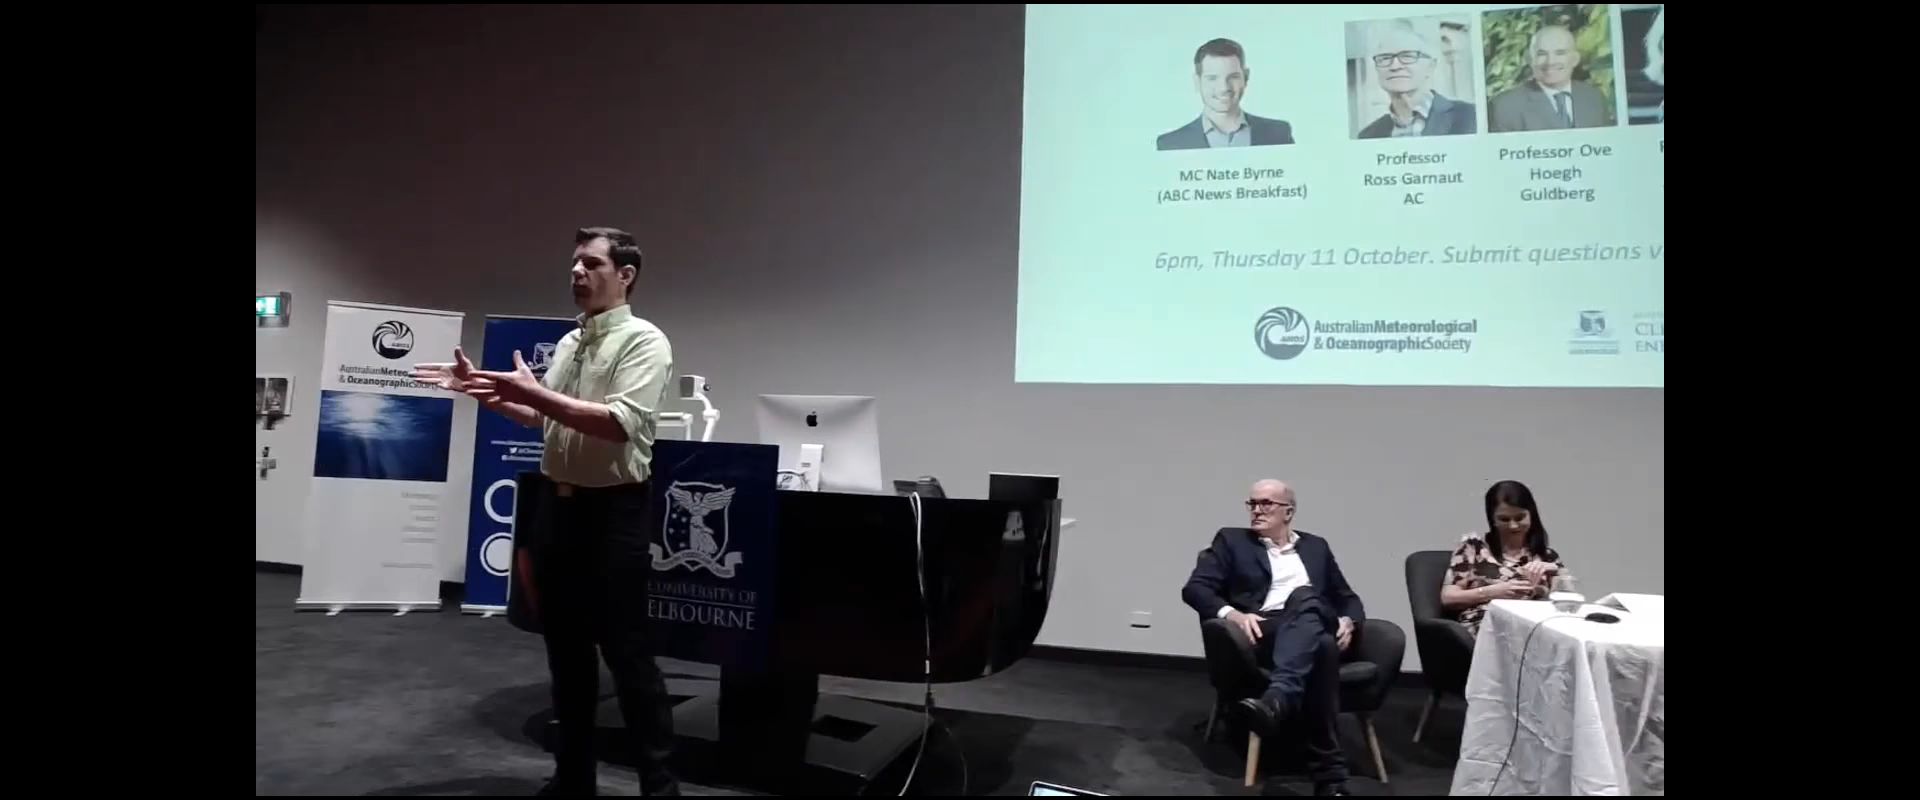 MC Nate Byrne
(ABC News Breakfast)
Professor
Ross Garnaut
AC
Professor Ove
Hoegh
Guldberg
6pm, Thursday 11 October. Submit questions v
AustralianMeteorological
& OceanographicSociety
AMOS
AustralianMeteo
& OceanographicSociety
UNIVERSITY OF
ELBOURNE